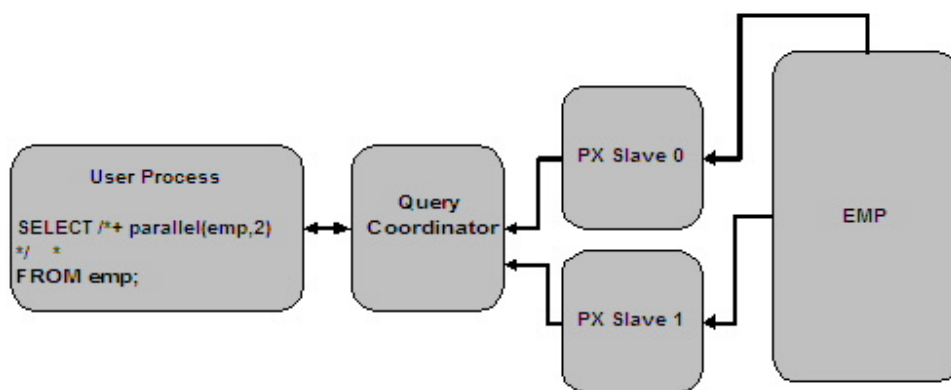 User Process
SELECT /*+ parallel(emp,2)
*/ *
FROM emp;
Query
Coordinator
PX Slave 0
PX Slave 1
EMP